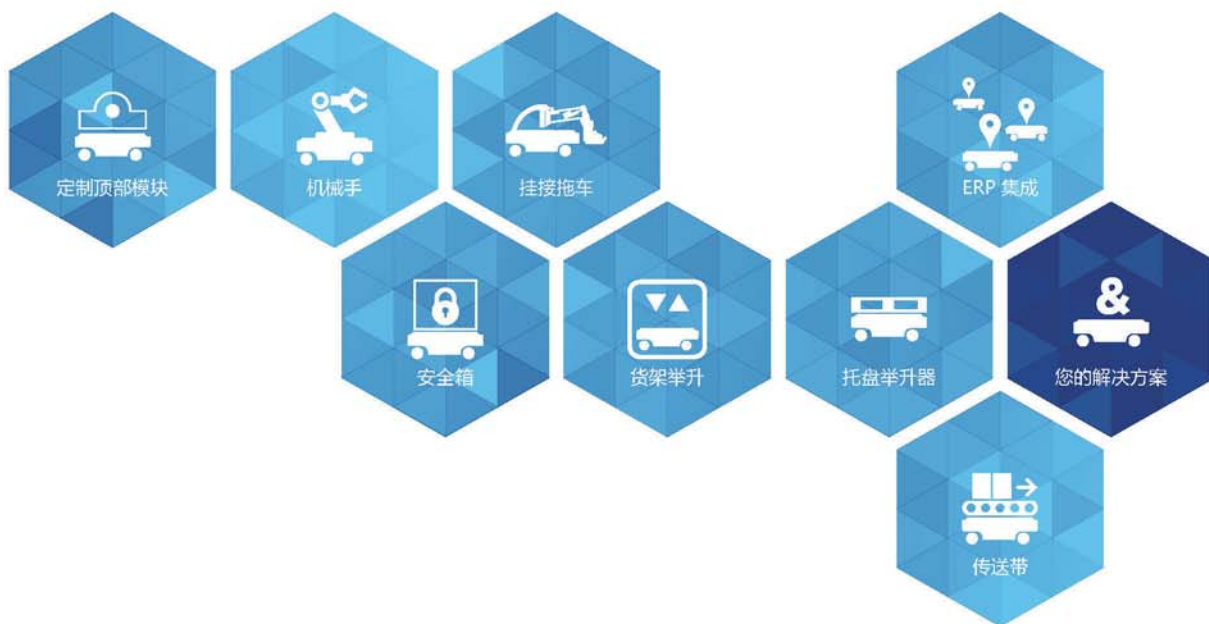 定制顶部模块
机械手
挂接拖车
ERP 集成
安全箱
货架举升
托盘举升器
&
您的解决方案
传送带